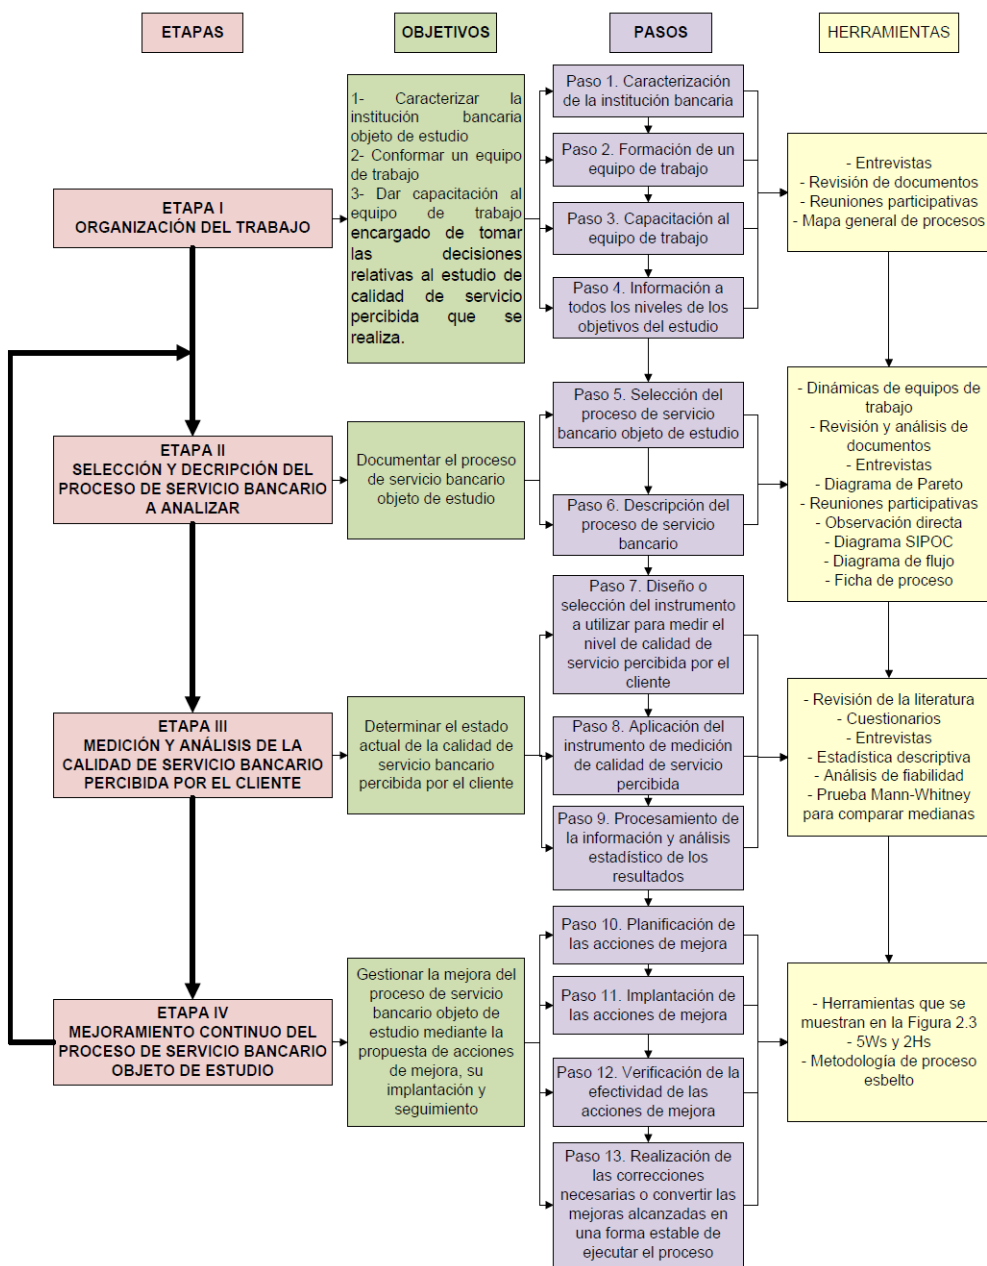 ETAPAS
OBJETIVOS
PASOS
HERRAMIENTAS
ETAPA I
ORGANIZACIÓN DEL TRABAJO
1- Caracterizar la
institución bancaria
objeto de estudio
2- Conformar un equipo
de trabajo
3- Dar capacitación al
equipo de trabajo
encargado de tomar
las decisiones
relativas al estudio de
calidad de servicio
percibida que se
realiza.
Paso 1. Caracterización
de la institución bancaria
Paso 2. Formación de un
equipo de trabajo
Paso 3. Capacitación al
equipo de trabajo
Paso 4. Información a
todos los niveles de los
objetivos del estudio
- Entrevistas
- Revisión de documentos
- Reuniones participativas
- Mapa general de procesos
ETAPA II
SELECCIÓN Y DECRIPCIÓN DEL
PROCESO DE SERVICIO BANCARIO
A ANALIZAR
Documentar el proceso
de servicio bancario
objeto de estudio
Paso 5. Selección del
proceso de servicio
bancario objeto de estudio
Paso 6. Descripción del
proceso de servicio
bancario
- Dinámicas de equipos de
trabajo
- Revisión y análisis de
documentos
- Entrevistas
- Diagrama de Pareto
- Reuniones participativas
- Observación directa
- Diagrama SIPOC
- Diagrama de flujo
- Ficha de proceso
ETAPA III
MEDICIÓN Y ANÁLISIS DE LA
CALIDAD DE SERVICIO BANCARIO
PERCIBIDA POR EL CLIENTE
Determinar el estado
actual de la calidad de
servicio bancario
percibida por el cliente
Paso 7. Diseño o
selección del instrumento
a utilizar para medir el
nivel de calidad de
servicio percibida por el
cliente
Paso 8. Aplicación del
instrumento de medición
de calidad de servicio
percibida
Paso 9. Procesamiento de
la información y análisis
estadístico de los
resultados
- Revisión de la literatura
- Cuestionarios
- Entrevistas
- Estadística descriptiva
- Análisis de fiabilidad
- Prueba Mann-Whitney
para comparar medianas
ETAPA IV
MEJORAMIENTO CONTINUO DEL
PROCESO DE SERVICIO BANCARIO
OBJETO DE ESTUDIO
Gestionar la mejora del
proceso de servicio
bancario objeto de
estudio mediante la
propuesta de acciones
de mejora, su
implantación y
seguimiento
Paso 10. Planificación de
las acciones de mejora
Paso 11. Implantación de
las acciones de mejora
Paso 12. Verificación de la
efectividad de las
acciones de mejora
Paso 13. Realización de
las correcciones
necesarias o convertir las
mejoras alcanzadas en
una forma estable de
ejecutar el proceso
- Herramientas que se
muestran en la Figura 2.3
- 5Ws y 2Hs
- Metodología de proceso
esbelto